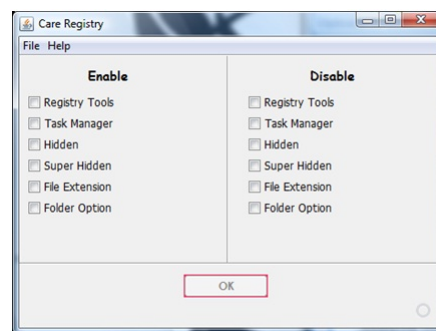 Care Registry
File Help
Enable
Registry Tools
Task Manager
Hidden
Super Hidden
File Extension
Folder Option
Disable
Registry Tools
Task Manager
Hidden
Super Hidden
File Extension
Folder Option
OK